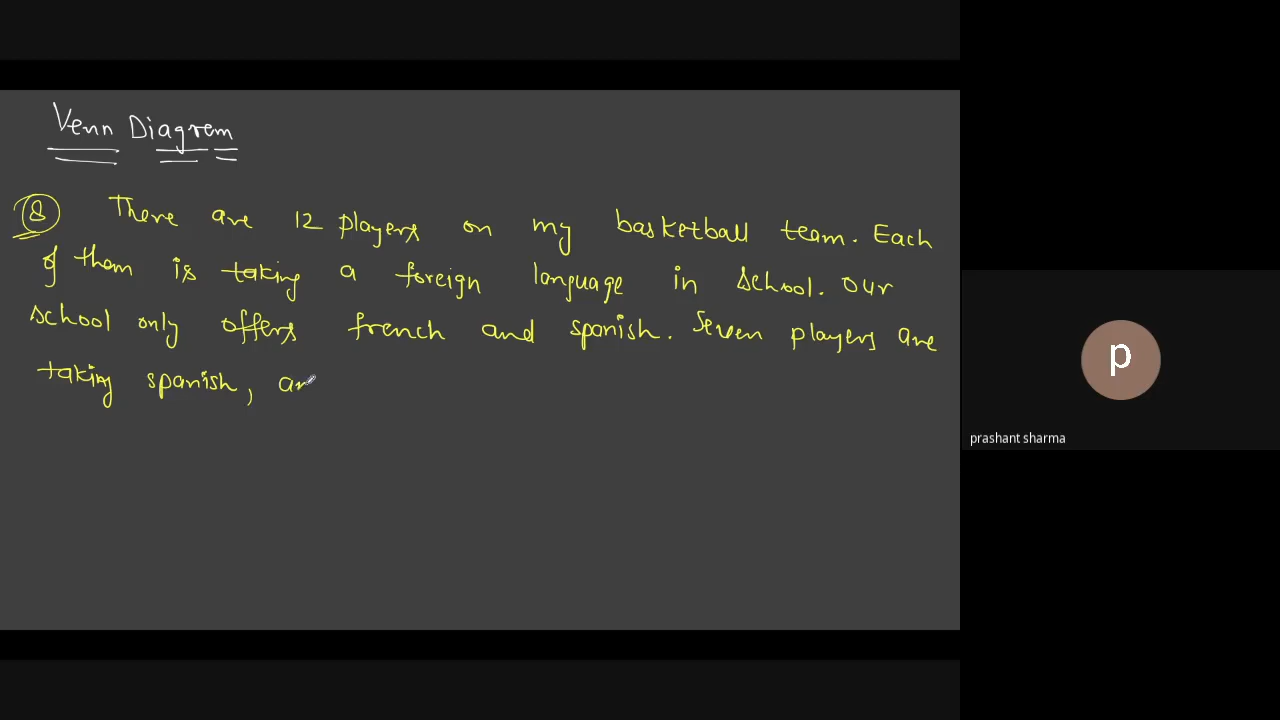 Venn Diagrem
8 There are 12 players on my basketball team. Each
of them is taking a foreign language in school. Our
school only offers french and spanish. Seven players are
taking spanish, an
p
prashant sharma